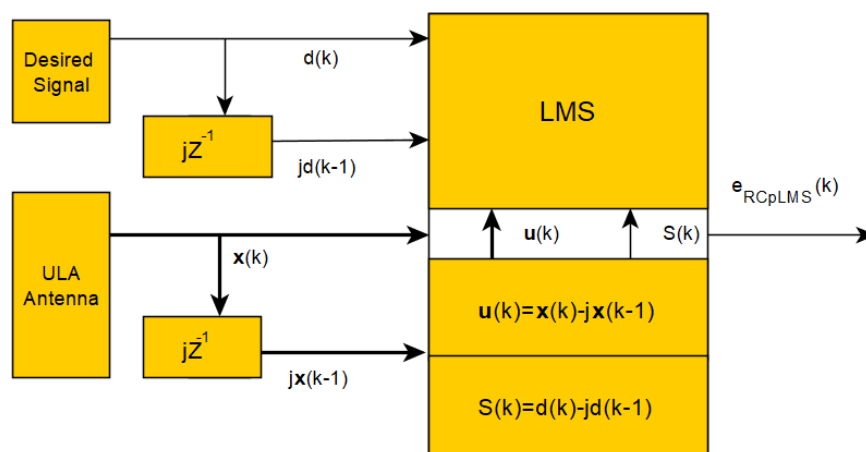 Desired
Signal
d(k)
jZ^-1
jd(k-1)
LMS
ULA
Antenna
x(k)
jZ^-1
jx(k-1)
u(k)
S(k)
e_RCpLMS(k)
u(k)=x(k)-jx(k-1)
S(k)=d(k)-jd(k-1)